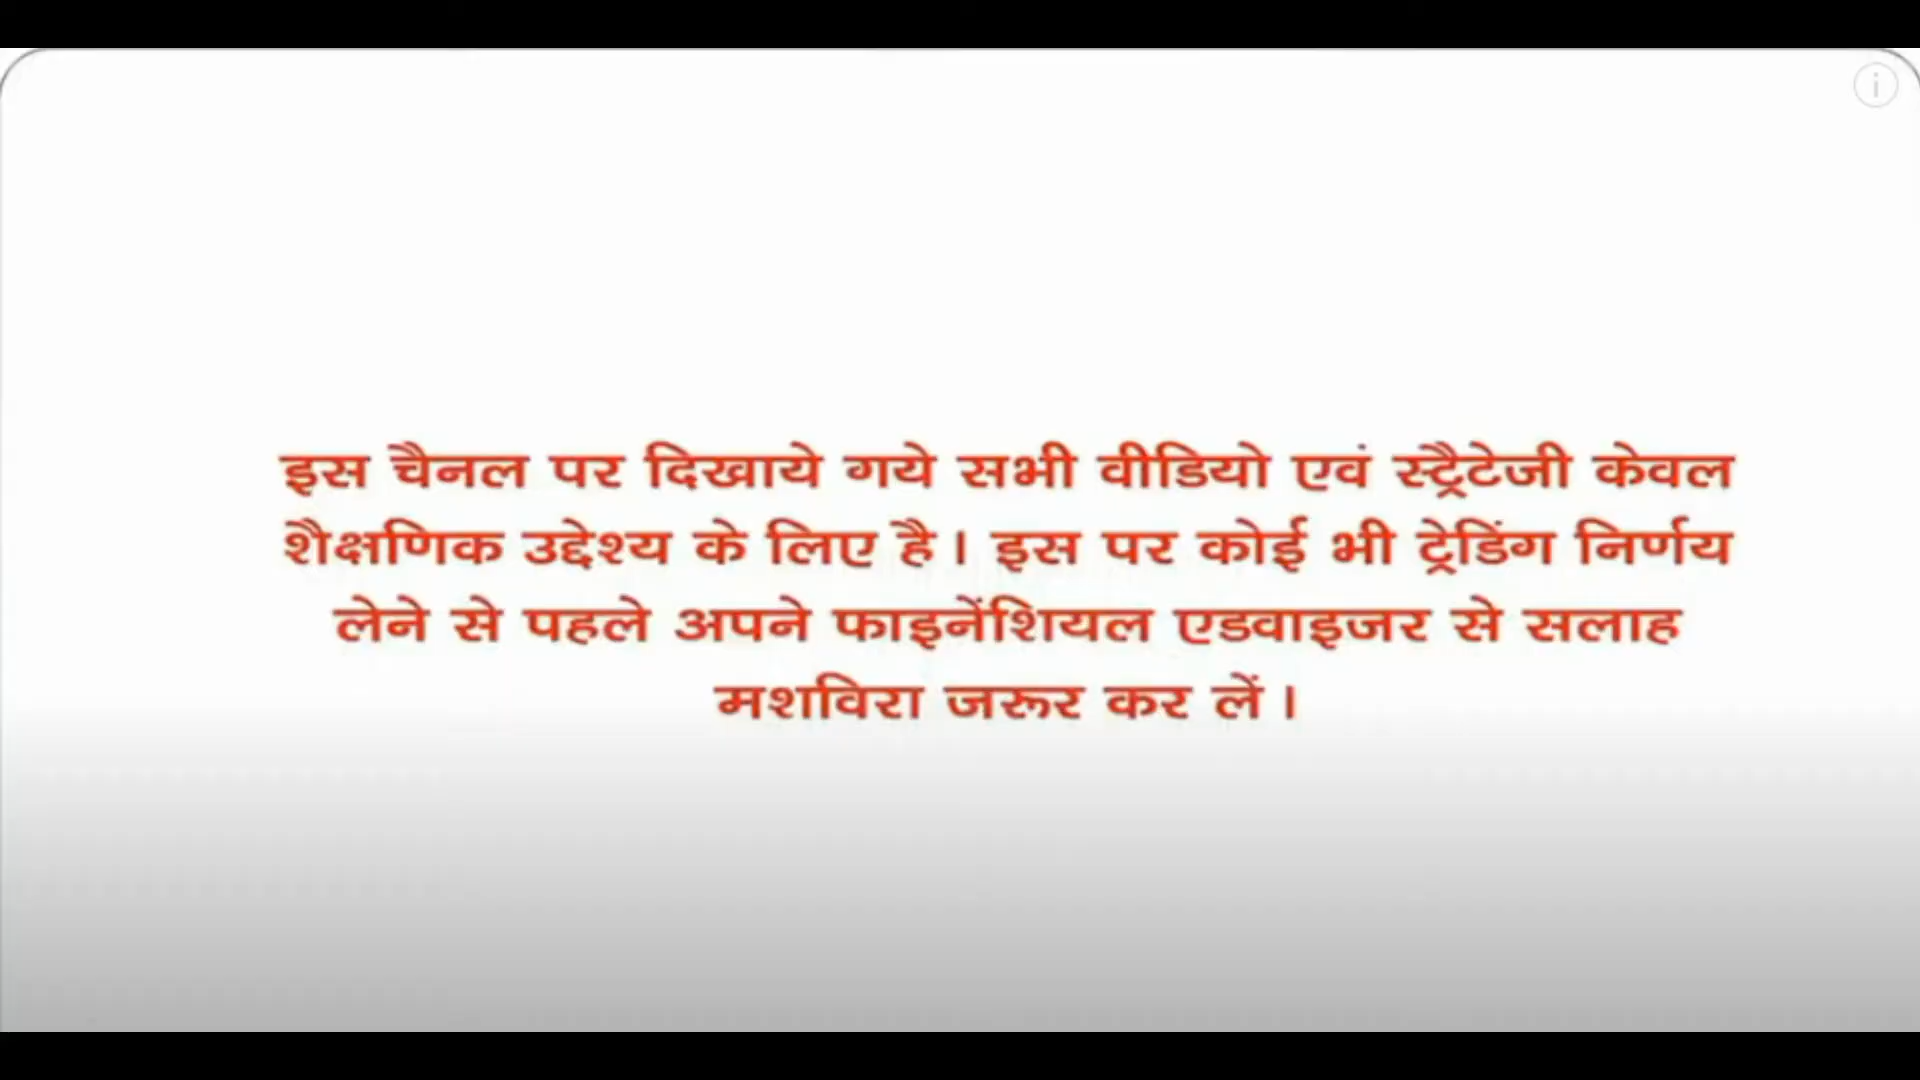 इस चैनल पर दिखाये गये सभी वीडियो एवं स्ट्रैटेजी केवल
शैक्षणिक उद्देश्य के लिए है। इस पर कोई भी ट्रेडिंग निर्णय
लेने से पहले अपने फाइनेंशियल एडवाइजर से सलाह
मशविरा जरूर कर लें।